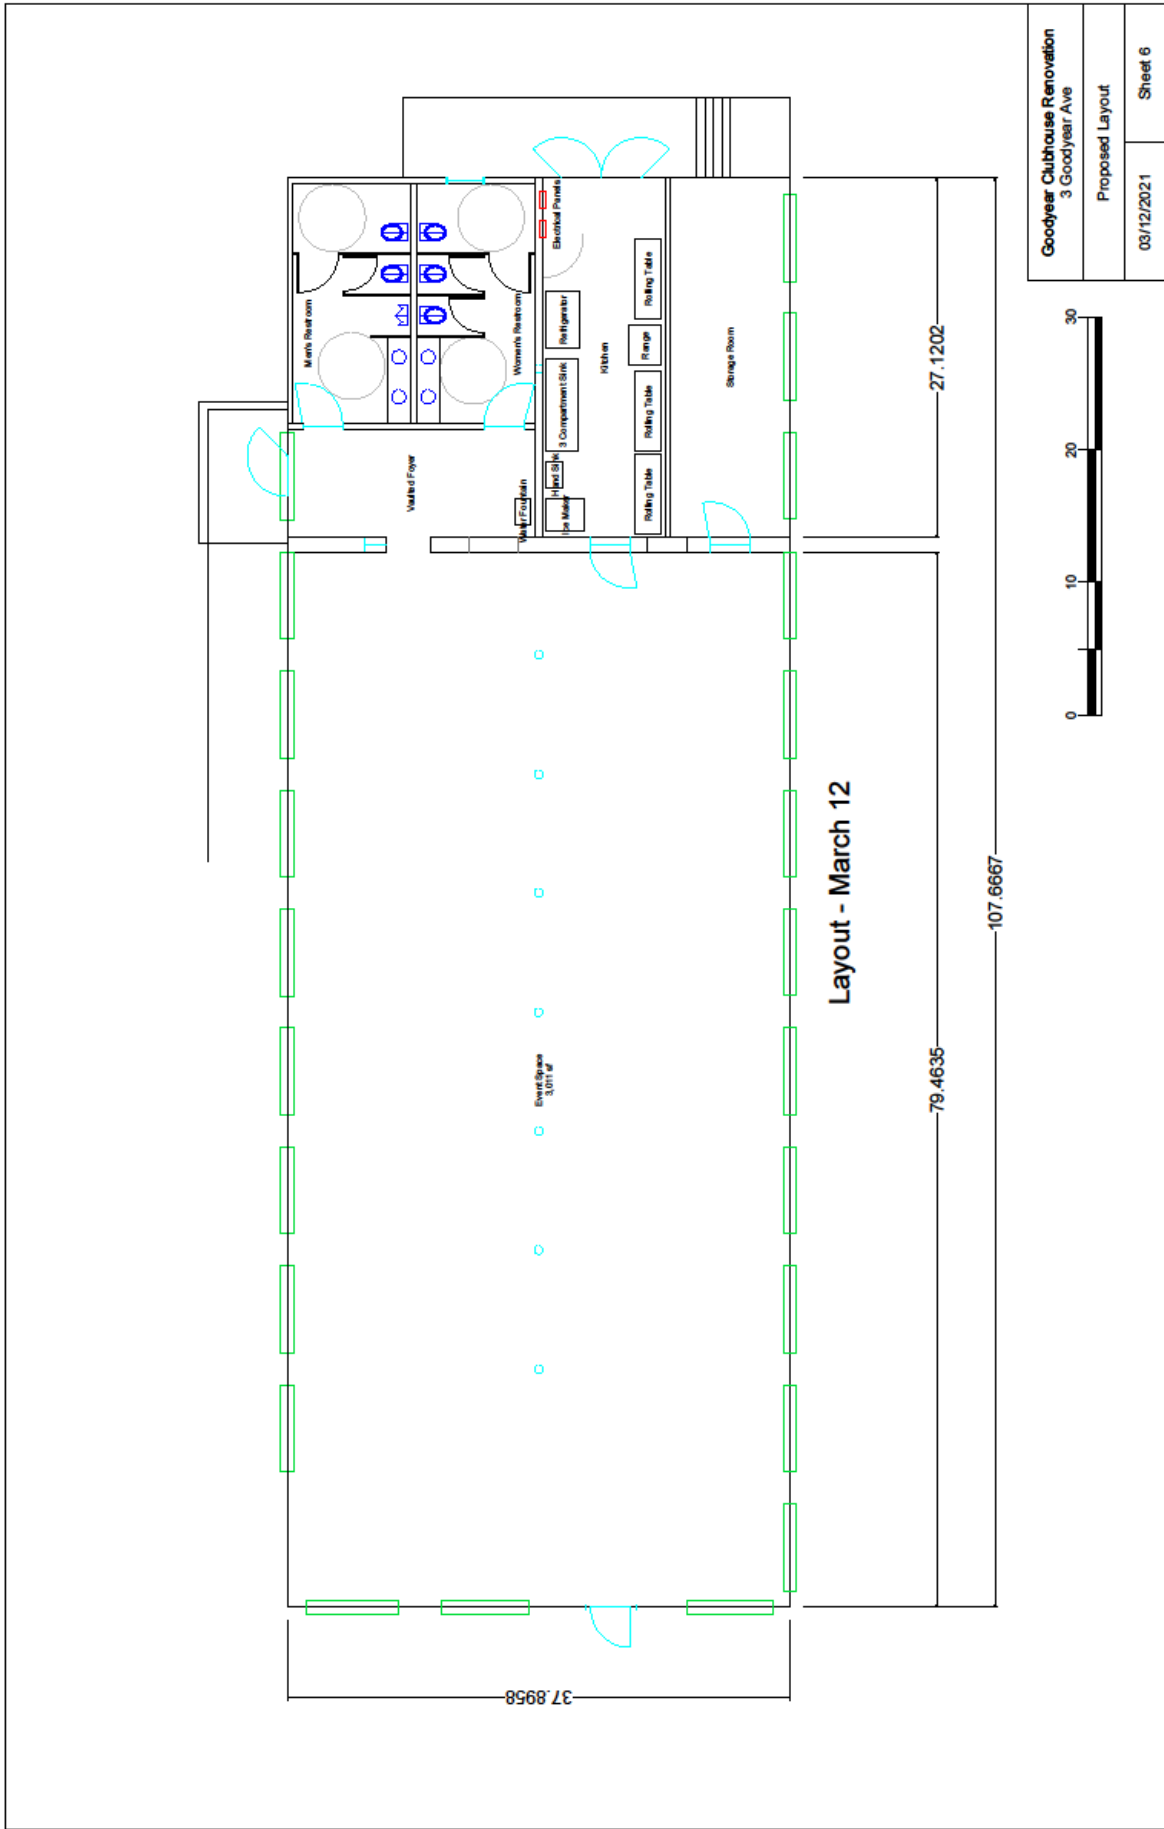 Goodyear Clubhouse Renovation
3 Goodyear Ave
Proposed Layout
03/12/2021
Sheet 6
Men's Restroom
Women's Restroom
Electrical Panels
Vaulted Foyer
Water Fountain
Refrigerator
3 Compartment Sink
Hand Sink
Ice Maker
Kitchen
Rolling Table
Range
Rolling Table
Rolling Table
Storage Room
Event Space
3,011 sf
Layout - March 12
27.1202
79.4635
107.6667
37.8958
0
10
20
30